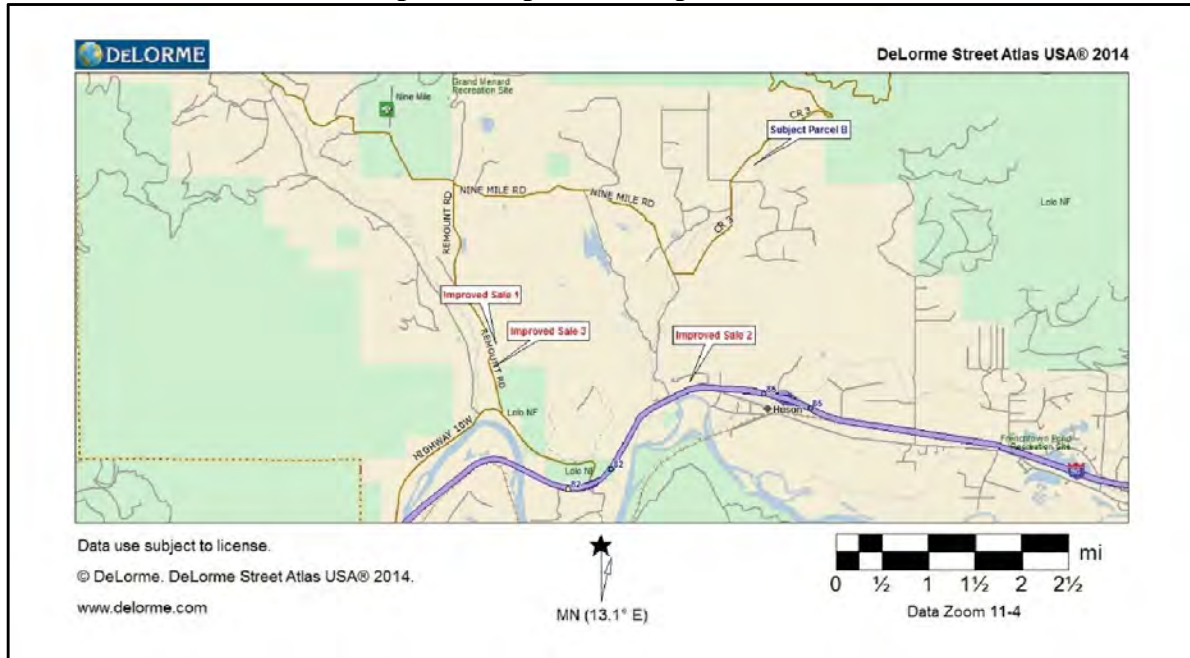 DELORME
DeLorme Street Atlas USA® 2014
Grand Menard
Recreation Site
Nine Mile
CR 3
Subject Parcel B
NINE MILE RD
NINE MILE RD
Lolo NF
REMOUNT RD
CR 3
Improved Sale 1
Improved Sale 3
REMOUNT RD
Improved Sale 2
85
85
Huson
Lolo NF
HIGHWAY 10W
Frenchtown Pond
Recreation Site
Lolo NF
82
82
Data use subject to license.
© DeLorme. DeLorme Street Atlas USA® 2014.
www.delorme.com
MN (13.1° E)
mi
0 ½ 1 1½ 2 2½
Data Zoom 11-4